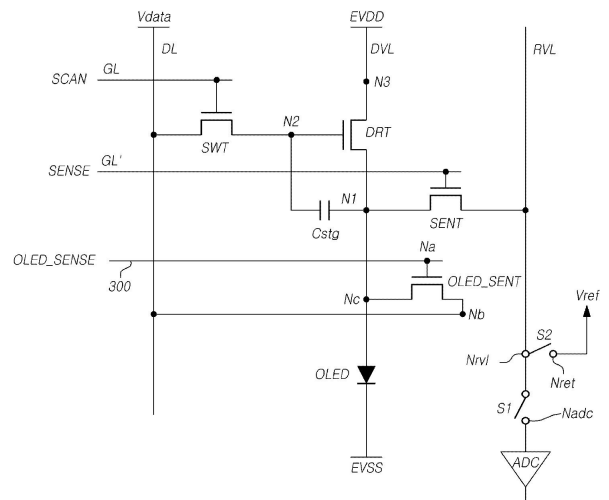 Vdata
EVDD
DL
DVL
RVL
SCAN
GL
N3
N2
DRT
SWT
SENSE
GL'
N1
SENT
Cstg
OLED_SENSE
Na
300
OLED_SENT
Nc
Nb
Vref
S2
Nrvl
OLED
Nret
S1
Nadc
EVSS
ADC